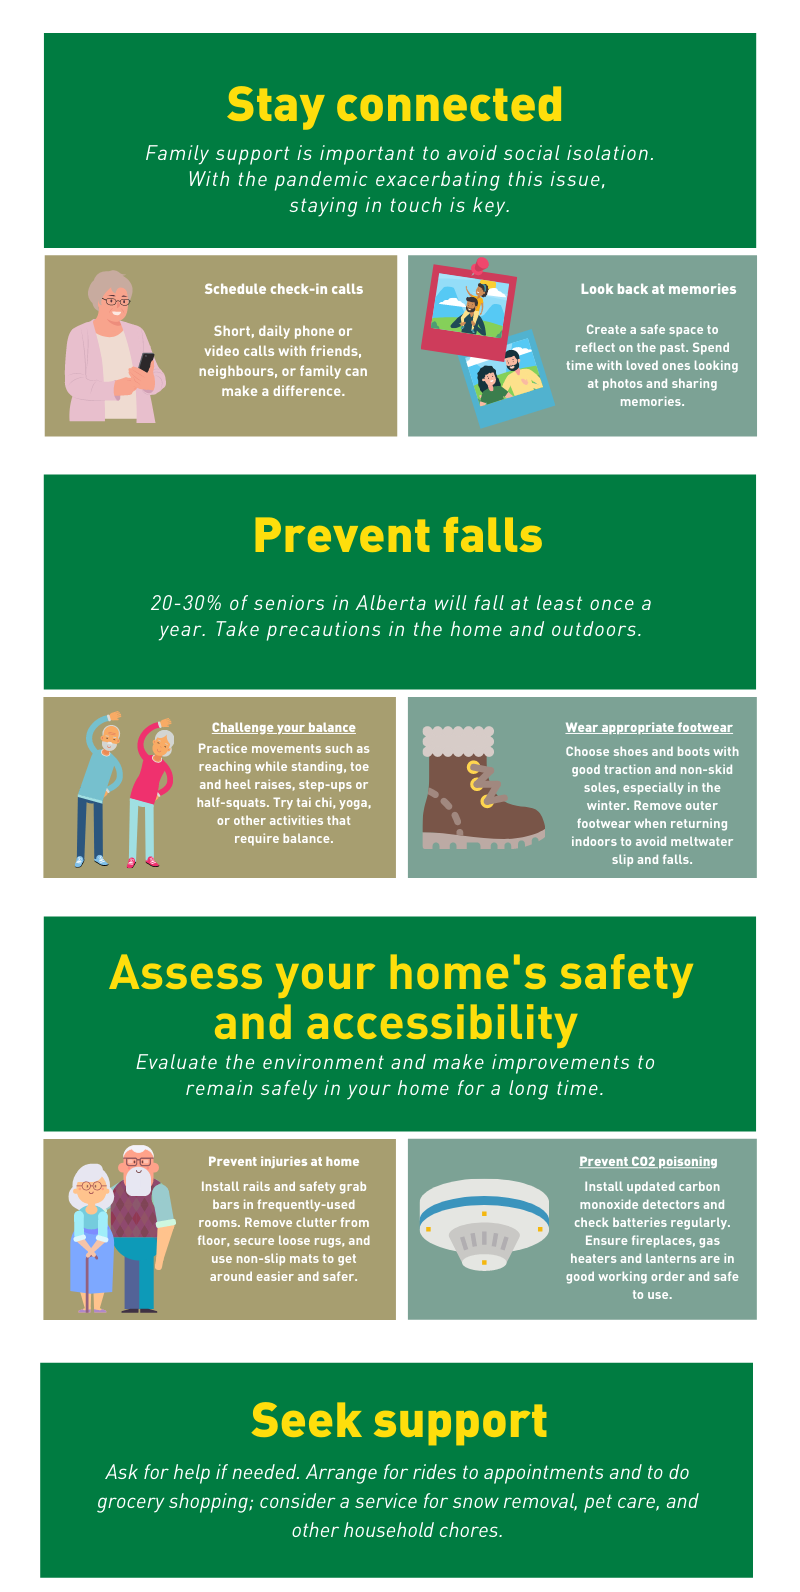 Stay connected
Family support is important to avoid social isolation.
With the pandemic exacerbating this issue,
staying in touch is key.
Schedule check-in calls
Short, daily phone or
video calls with friends,
neighbours, or family can
make a difference.
Look back at memories
Create a safe space to
reflect on the past. Spend
time with loved ones looking
at photos and sharing
memories.
Prevent falls
20-30% of seniors in Alberta will fall at least once a
year. Take precautions in the home and outdoors.
Challenge your balance
Practice movements such as
reaching while standing, toe
and heel raises, step-ups or
half-squats. Try tai chi, yoga,
or other activities that
require balance.
Wear appropriate footwear
Choose shoes and boots with
good traction and non-skid
soles, especially in the
winter. Remove outer
footwear when returning
indoors to avoid meltwater
slip and falls.
Assess your home's safety
and accessibility
Evaluate the environment and make improvements to
remain safely in your home for a long time.
Prevent injuries at home
Install rails and safety grab
bars in frequently-used
rooms. Remove clutter from
floor, secure loose rugs, and
use non-slip mats to get
around easier and safer.
Prevent CO2 poisoning
Install updated carbon
monoxide detectors and
check batteries regularly.
Ensure fireplaces, gas
heaters and lanterns are in
good working order and safe
to use.
Seek support
Ask for help if needed. Arrange for rides to appointments and to do
grocery shopping; consider a service for snow removal, pet care, and
other household chores.